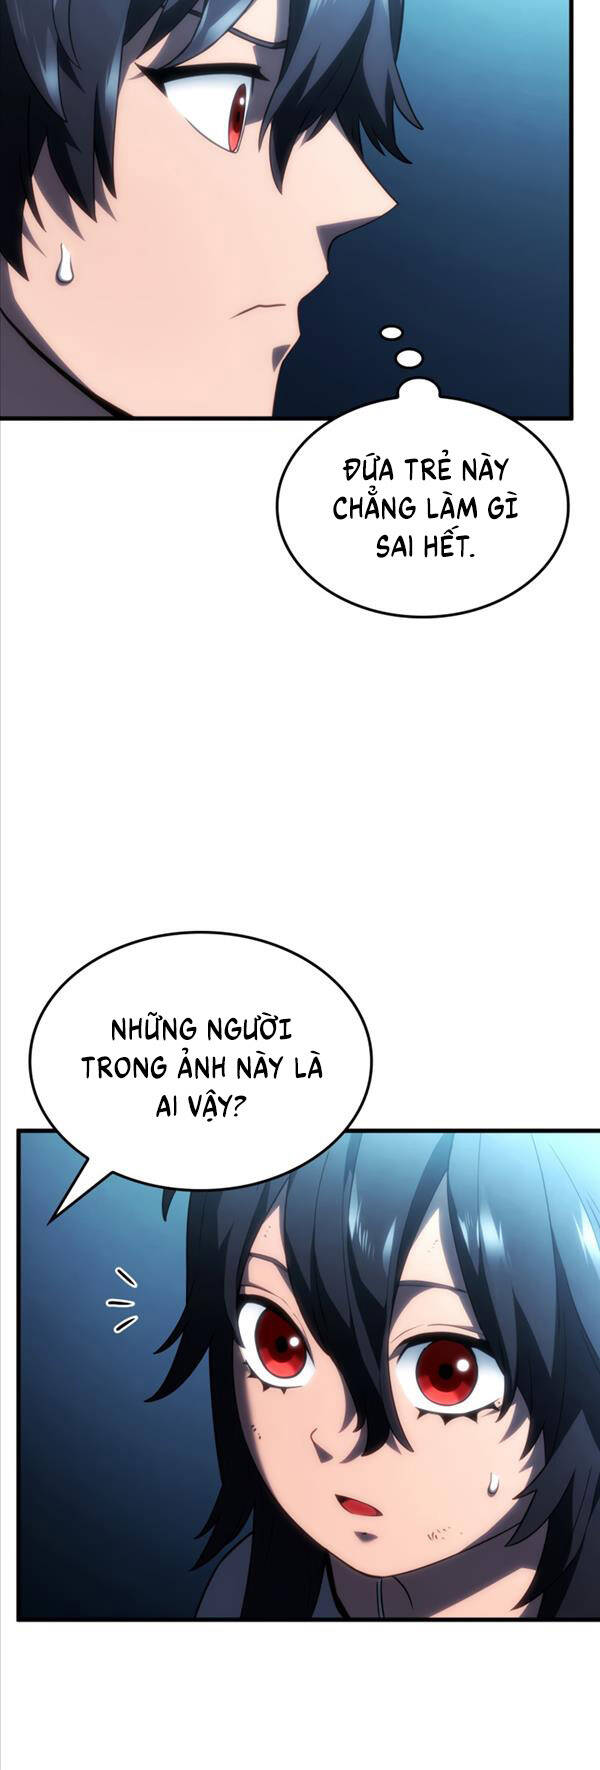 ĐỨA TRẺ NÀY
CHẲNG LÀM GÌ
SAI HẾT.
NHỮNG NGƯỜI
TRONG ẢNH NÀY LÀ
AI VẬY?